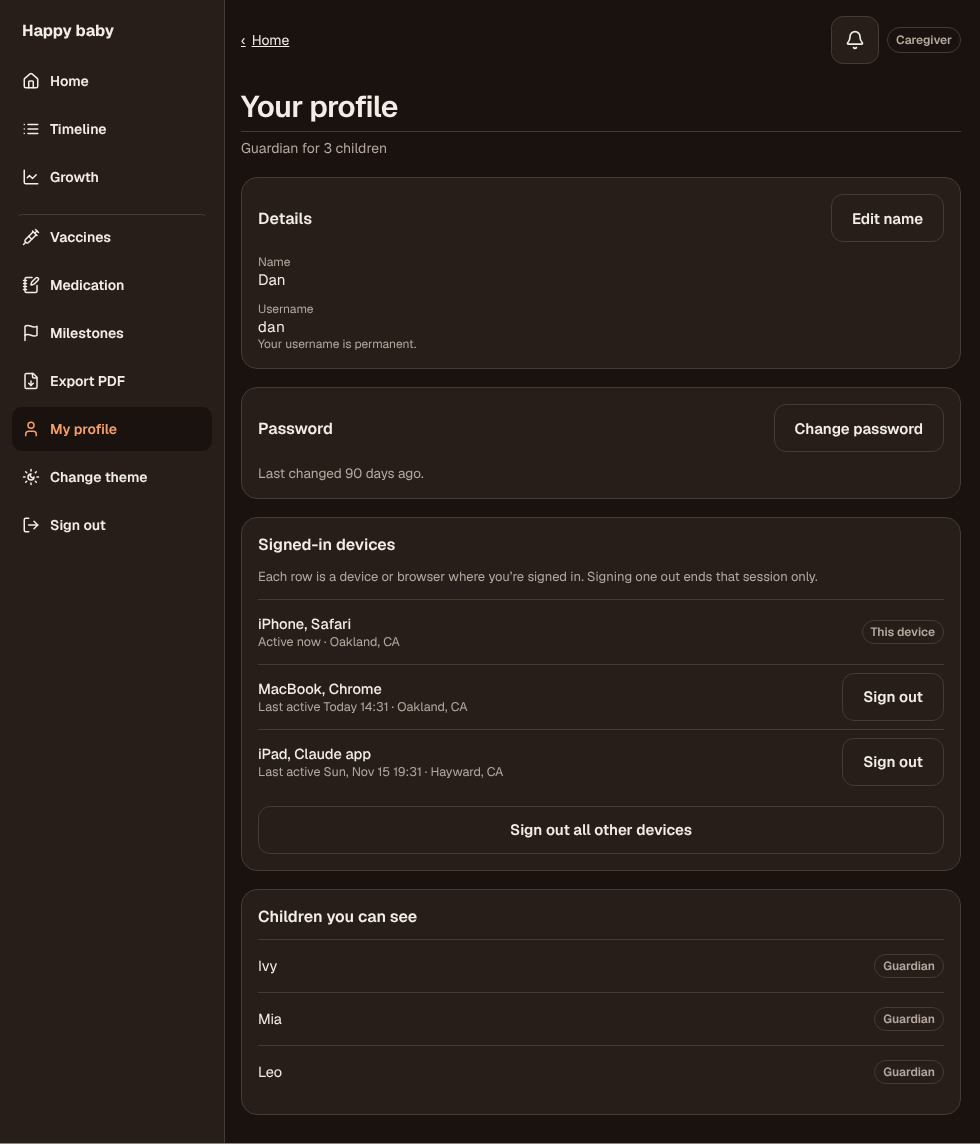 Happy baby
Home
Timeline
Growth
Vaccines
Medication
Milestones
Export PDF
My profile
Change theme
Sign out
‹ Home
Caregiver
Your profile
Guardian for 3 children
Details
Edit name
Name
Dan
Username
dan
Your username is permanent.
Password
Change password
Last changed 90 days ago.
Signed-in devices
Each row is a device or browser where you’re signed in. Signing one out ends that session only.
iPhone, Safari
Active now · Oakland, CA
This device
MacBook, Chrome
Last active Today 14:31 · Oakland, CA
Sign out
iPad, Claude app
Last active Sun, Nov 15 19:31 · Hayward, CA
Sign out
Sign out all other devices
Children you can see
Ivy
Guardian
Mia
Guardian
Leo
Guardian